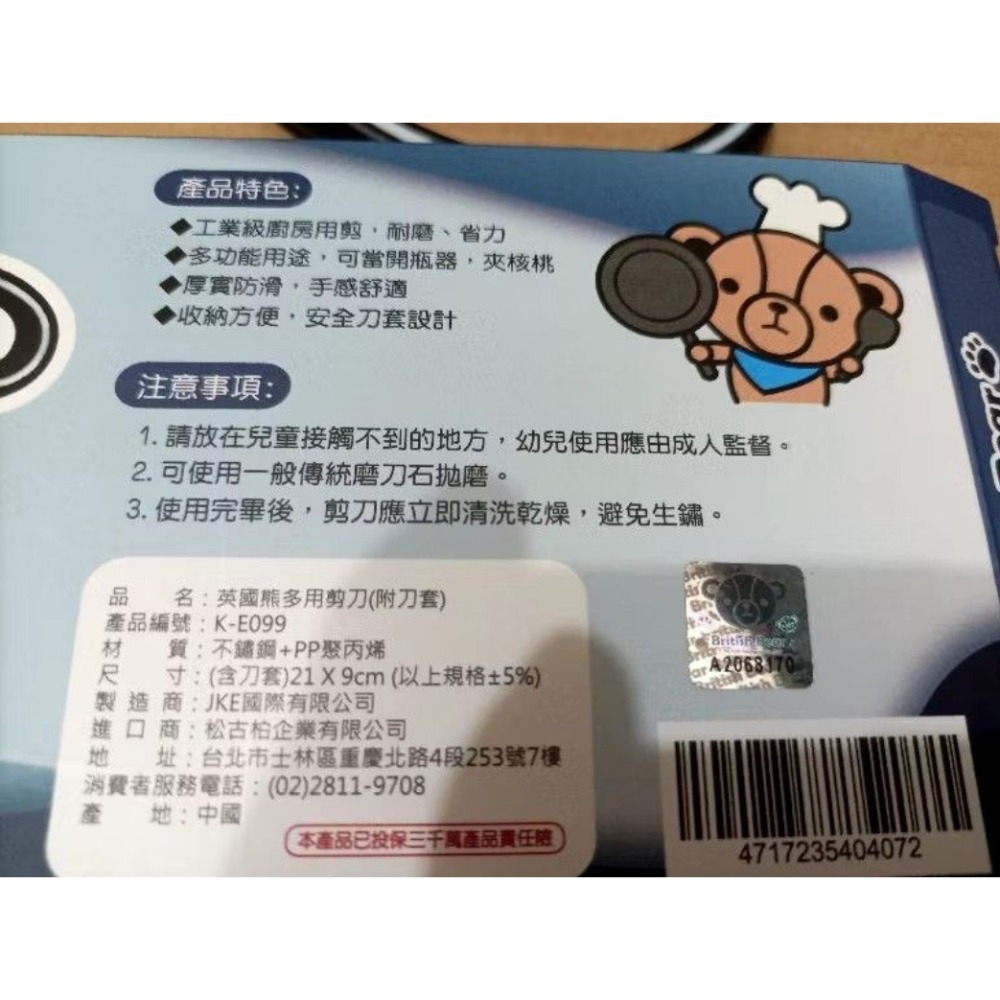 產品特色:
◆工業級廚房用剪，耐磨、省力
◆多功能用途，可當開瓶器，夾核桃
◆厚實防滑，手感舒適
◆收納方便，安全刀套設計
注意事項:
1. 請放在兒童接觸不到的地方，幼兒使用應由成人監督。
2. 可使用一般傳統磨刀石拋磨。
3. 使用完畢後，剪刀應立即清洗乾燥，避免生鏽。
品 名：英國熊多用剪刀(附刀套)
產品編號：K-E099
材 質：不鏽鋼+PP聚丙烯
尺 寸：(含刀套)21 X 9cm (以上規格±5%)
製 造 商：JKE國際有限公司
進 口 商：松古柏企業有限公司
地 址：台北市士林區重慶北路4段253號7樓
消費者服務電話：(02)2811-9708
產 地：中國
本產品已投保三千萬產品責任險
British Bear
A2068170
4717235404072